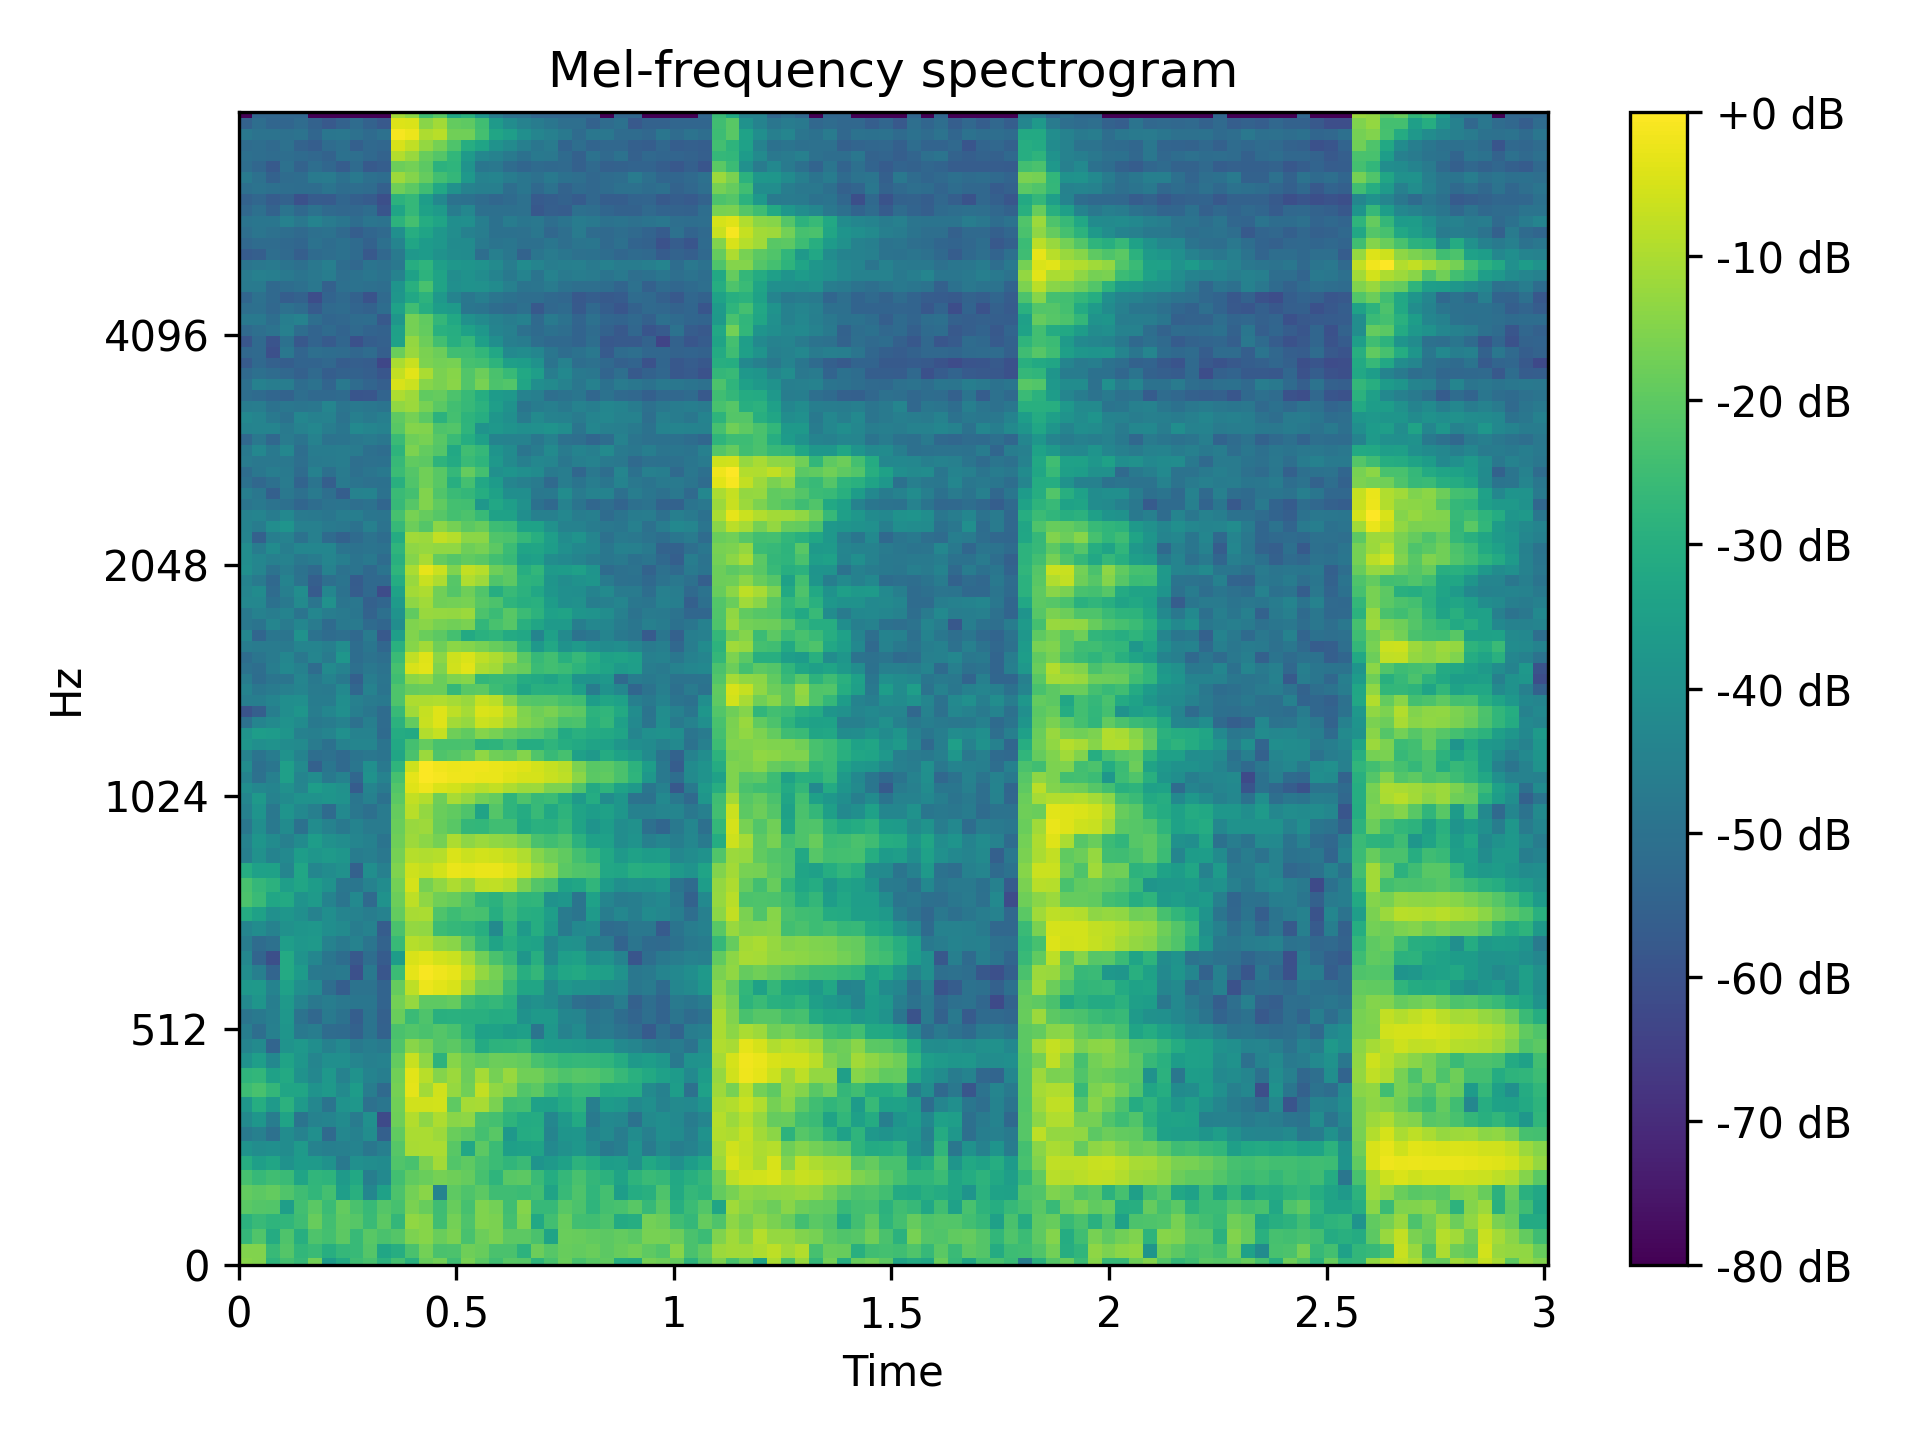 Mel-frequency spectrogram
+0 dB
-10 dB
-20 dB
-30 dB
-40 dB
-50 dB
-60 dB
-70 dB
-80 dB
Hz
4096
2048
1024
512
0
0 0.5 1 1.5 2 2.5 3
Time